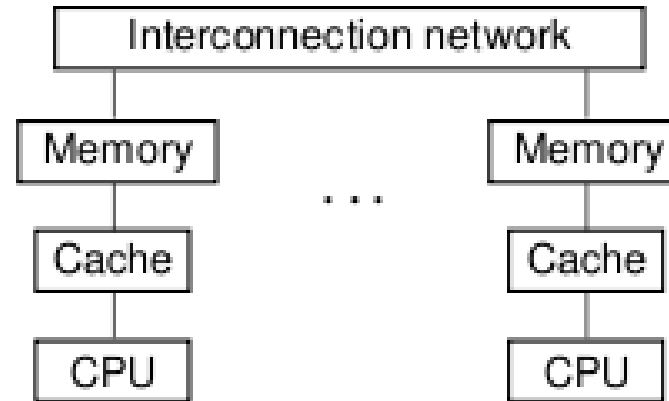 Interconnection network
Memory Memory
. . .
Cache Cache
CPU CPU